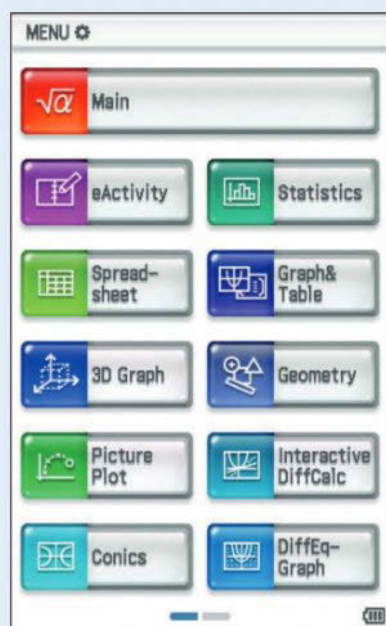 MENU
√α Main
eActivity
Statistics
Spread-
sheet
Graph&
Table
3D Graph
Geometry
Picture
Plot
Interactive
DiffCalc
Conics
DiffEq-
Graph